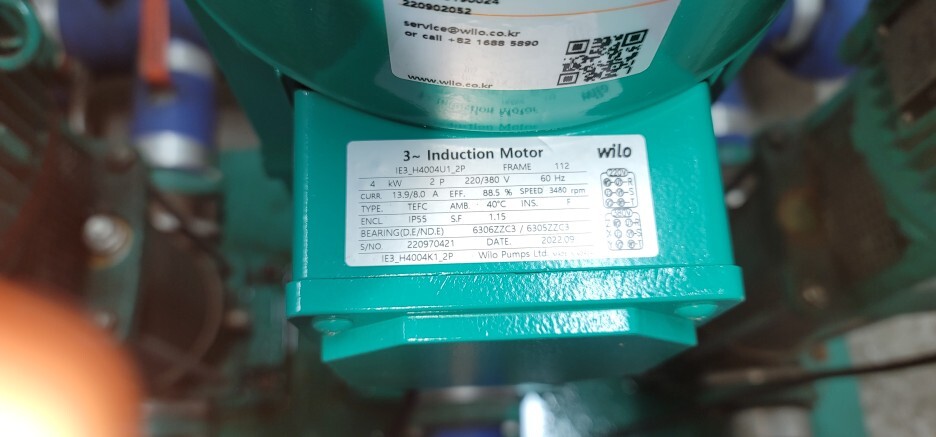 220902052
service@wilo.co.kr
or call +82 1688 5890
www.wilo.co.kr
3~ Induction Motor
wilo
IE3_H4004U1_2P FRAME 112
4 kW 2 P 220/380 V 60 Hz
CURR. 13.9/8.0 A EFF. 88.5 % SPEED 3480 rpm
TYPE. TEFC AMB. 40°C INS. F
ENCL IP55 S.F 1.15
BEARING(D.E/ND.E) 6306ZZC3 / 6305ZZC3
S/NO. 220970421 DATE. 2022.09
IE3_H4004K1_2P Wilo Pumps Ltd.
220V
R
S
T
380V
R
S
T